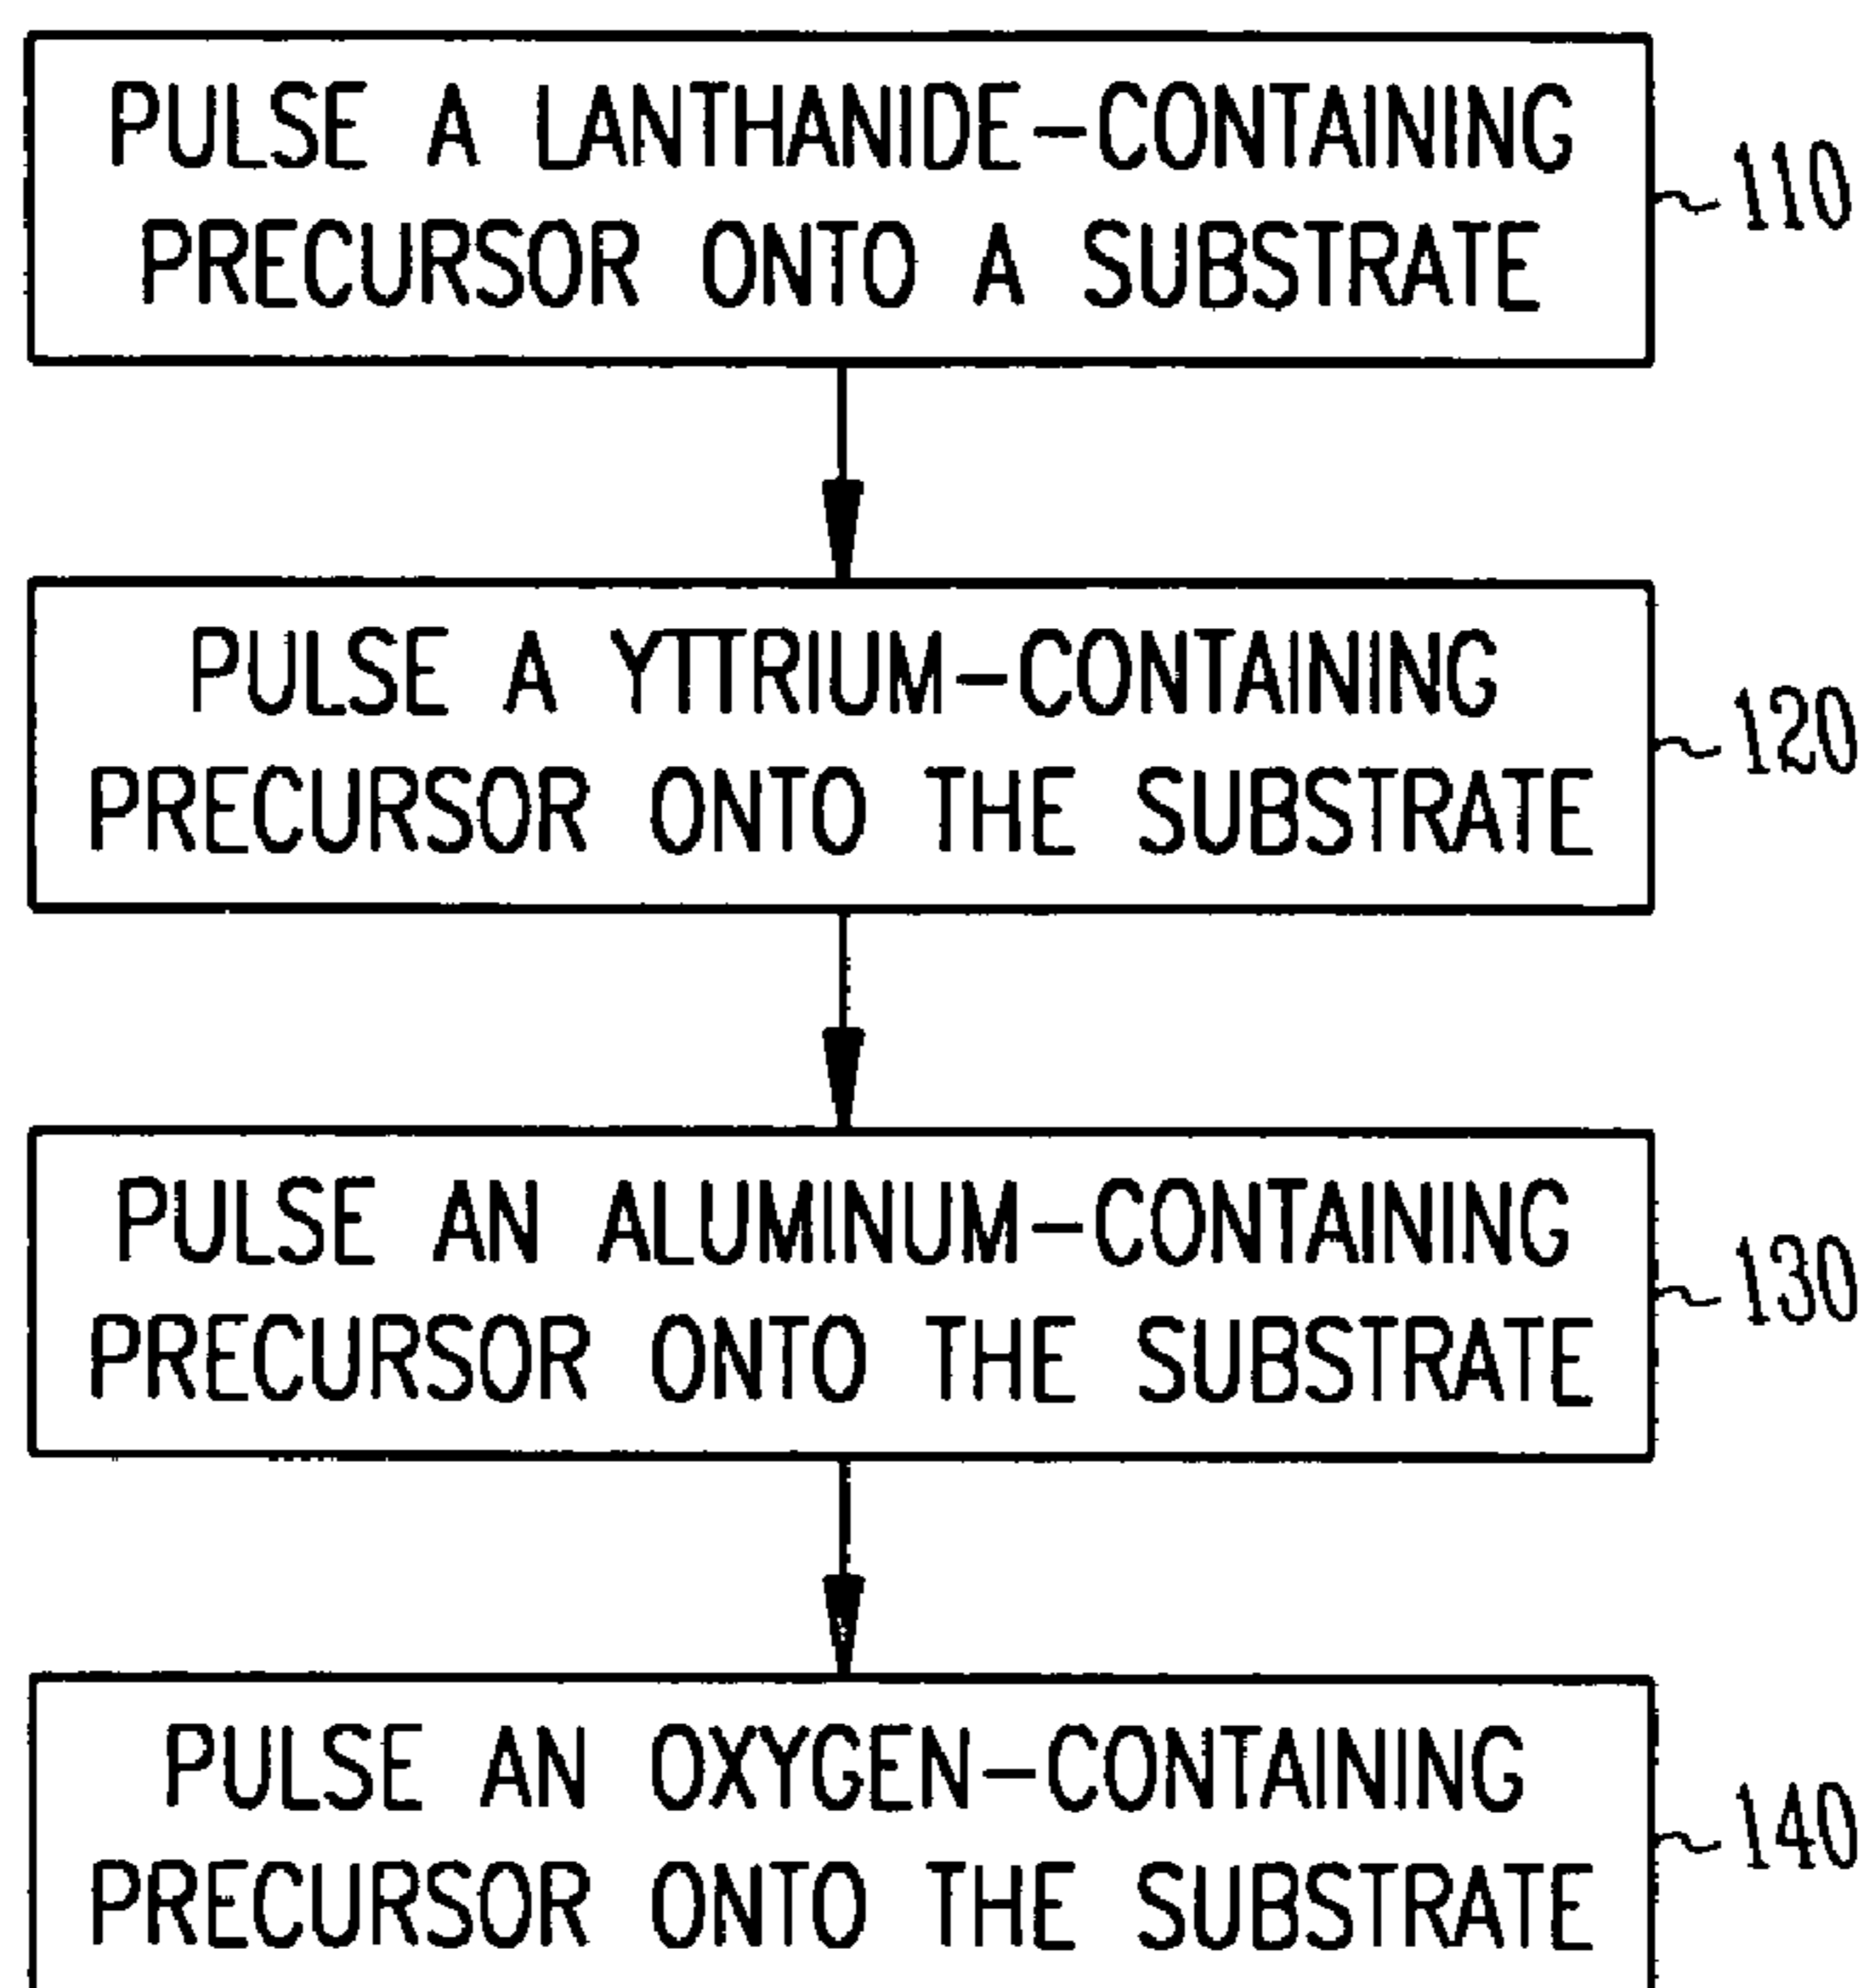 PULSE A LANTHANIDE-CONTAINING
PRECURSOR ONTO A SUBSTRATE
110
PULSE A YTTRIUM-CONTAINING
PRECURSOR ONTO THE SUBSTRATE
120
PULSE AN ALUMINUM-CONTAINING
PRECURSOR ONTO THE SUBSTRATE
130
PULSE AN OXYGEN-CONTAINING
PRECURSOR ONTO THE SUBSTRATE
140